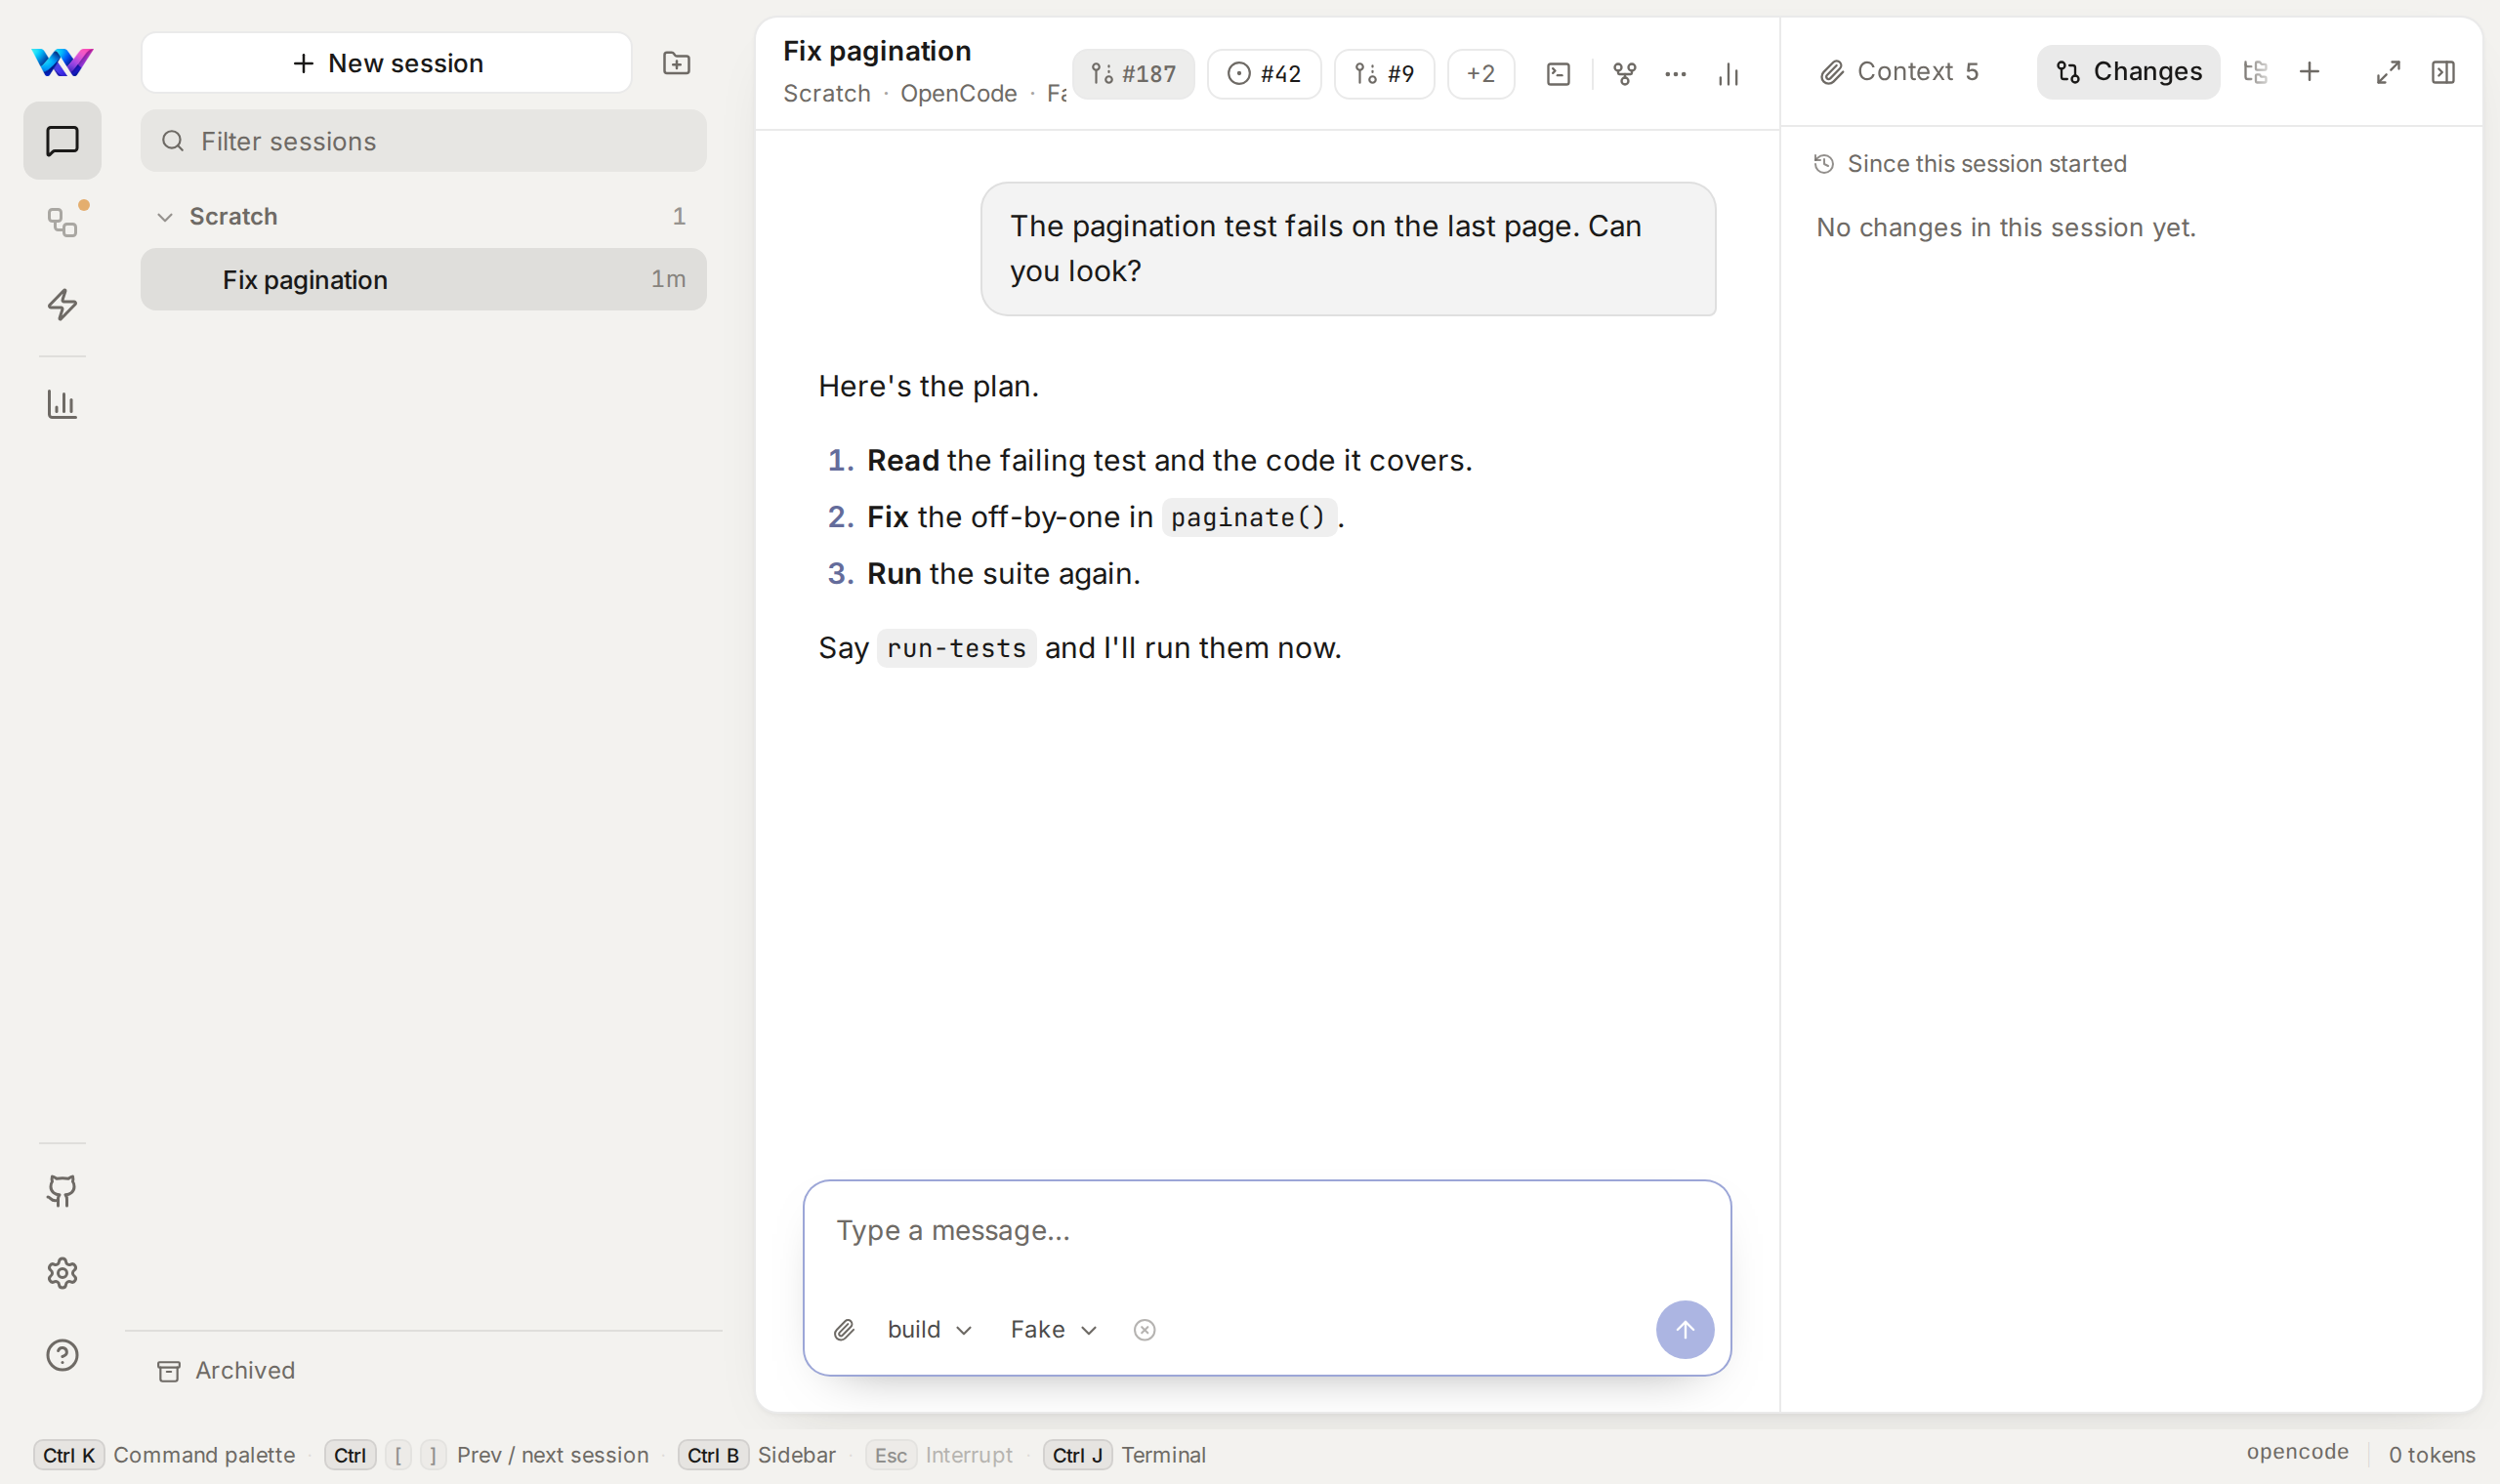 New session
Filter sessions
Scratch 1
Fix pagination 1m
Archived
Fix pagination
Scratch · OpenCode · Fa
#187 #42 #9 +2
The pagination test fails on the last page. Can
you look?
Here's the plan.
1. Read the failing test and the code it covers.
2. Fix the off-by-one in paginate().
3. Run the suite again.
Say run-tests and I'll run them now.
Type a message...
build Fake
Context 5 Changes
Since this session started
No changes in this session yet.
Ctrl K Command palette · Ctrl [ ] Prev / next session · Ctrl B Sidebar · Esc Interrupt · Ctrl J Terminal
opencode 0 tokens